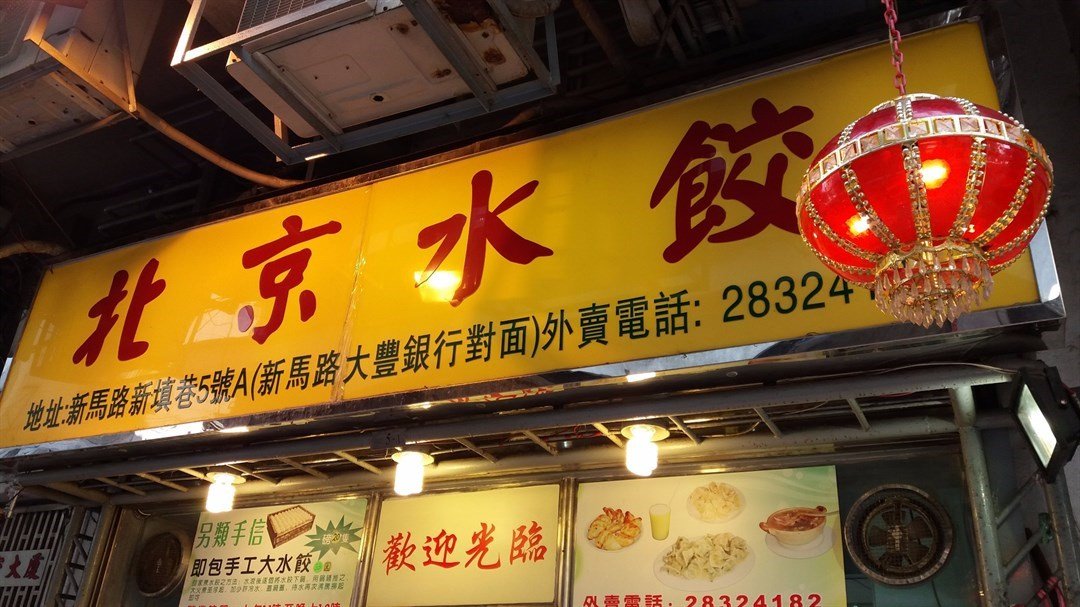 北京水餃
地址:新馬路新填巷5號A(新馬路大豐銀行對面)外賣電話: 28324
另類手信
即包手工大水餃
歡迎光臨
外賣電話: 28324182
大廈